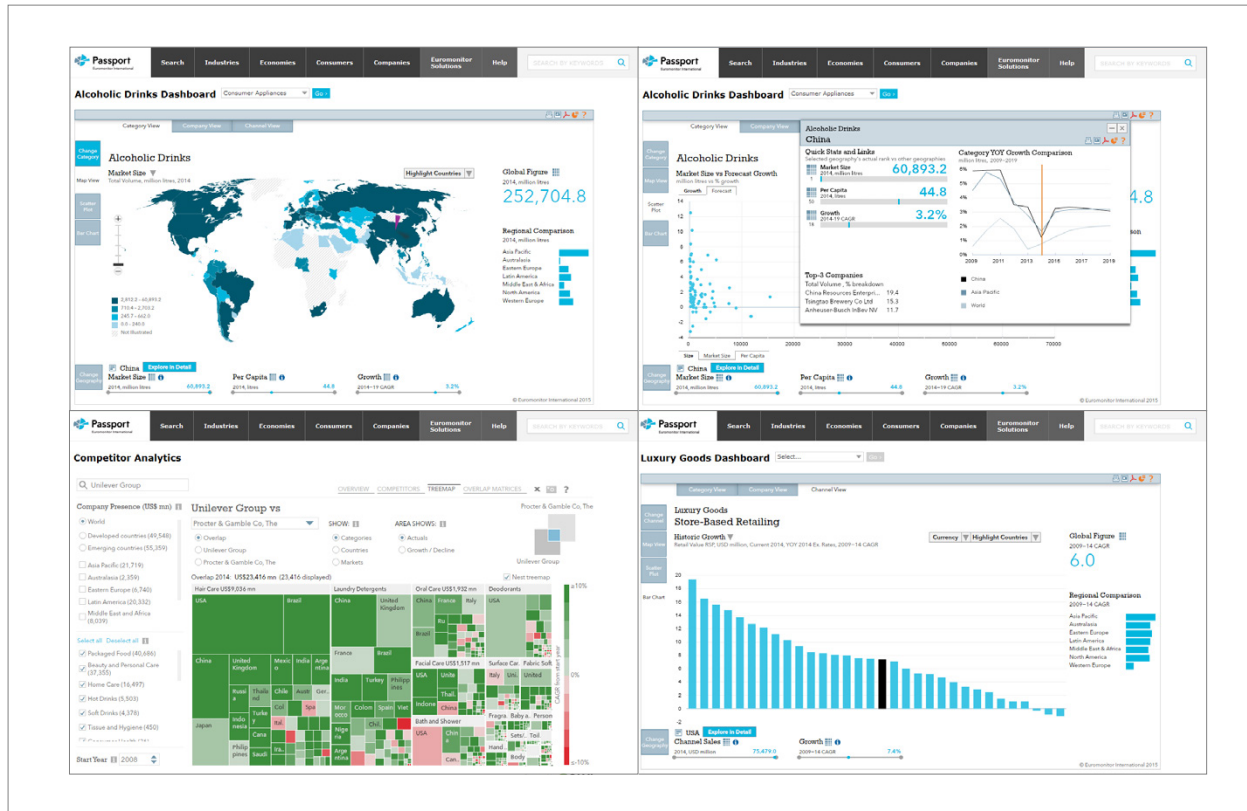 Passport
Euromonitor International
Search Industries Economies Consumers Companies Euromonitor Solutions Help
SEARCH BY KEYWORDS
Alcoholic Drinks Dashboard Consumer Appliances Go ›
Category View Company View Channel View
Change Category
Map View
Scatter Plot
Bar Chart
Alcoholic Drinks
Market Size
Total Volume, million litres, 2014
Highlight Countries
Global Figure
2014, million litres
252,704.8
Regional Comparison
2014, million litres
Asia Pacific
Australasia
Eastern Europe
Latin America
Middle East & Africa
North America
Western Europe
Not illustrated
Change Geography
China Explore in Detail
Market Size Per Capita Growth
2014, million litres 60,893.2 2014, litres 44.8 2014-19 CAGR 3.2%
© Euromonitor International 2015
Passport
Euromonitor International
Search Industries Economies Consumers Companies Euromonitor Solutions Help
SEARCH BY KEYWORDS
Alcoholic Drinks Dashboard Consumer Appliances Go ›
Category View
Change Category
Map View
Scatter Plot
Bar Chart
Alcoholic Drinks
Market Size vs Forecast Growth
million litres vs % growth
Growth Forecast
14
12
10
8
6
4
2
0
-2
-4
0 10000 20000 30000 40000 50000 60000 70000
Size Market Size Per Capita
Alcoholic Drinks
China
Quick Stats and Links
Selected geography's actual rank vs other geographies
Market Size 60,893.2
2014, million litres
1
Per Capita 44.8
2014, litres
Growth 3.2%
2014-19 CAGR
Top-3 Companies
Total Volume, % breakdown
China Resources Enterpri... 19.4
Tsingtao Brewery Co Ltd 15.3
Anheuser-Busch InBev NV 11.7
Category YOY Growth Comparison
million litres, 2009-2019
6%
5%
4%
3%
2%
1%
0%
2009 2011 2013 2014 2015 2017 2018
China
Asia Pacific
World
Change Geography
China Explore in Detail
Market Size Per Capita Growth
2014, million litres 60,893.2 2014, litres 44.8 2014-19 CAGR 3.2%
© Euromonitor International 2015
Passport
Euromonitor International
Search Industries Economies Consumers Companies Euromonitor Solutions Help
SEARCH BY KEYWORDS
Competitor Analytics
Unilever Group
OVERVIEW COMPETITORS TREEMAP OVERLAP MATRICES
Company Presence (US$ mn)
World
Developed countries (49,548)
Emerging countries (55,359)
Asia Pacific (21,719)
Australasia (2,359)
Eastern Europe (6,740)
Latin America (20,332)
Middle East and Africa (8,039)
Select all Deselect all
Packaged Food (40,686)
Beauty and Personal Care (37,355)
Home Care (16,497)
Hot Drinks (5,503)
Soft Drinks (4,378)
Tissue and Hygiene (450)
Start Year 2008
Unilever Group vs
Procter & Gamble Co, The
Overlap
Unilever Group
Procter & Gamble Co, The
SHOW:
Categories
Countries
Markets
AREA SHOWS:
Actuals
Growth / Decline
Procter & Gamble Co, The
Unilever Group
Overlap 2014: US$23,416 mn (23,416 displayed)
Nest treemap
Hair Care US$9,036 mn
USA Brazil
China United Kingdom Mexico India Argentina
Japan
Chile
Laundry Detergents
China United Kingdom
France Brazil
India Turkey Philippines
Morocco Colom Spain Viet
Nigeria
Argentina
Oral Care US$1,932 mn
China France Italy
Brazil
Facial Care US$1,517 mn
USA Unite
Thai.
Indone China
Bath and Shower
USA China
Deodorants
USA
Surface Car. Fabric Soft
Italy Uni. United
Fragra. Baby a. Person
≥10%
0%
≤-10%
CAGR from start year
Passport
Euromonitor International
Search Industries Economies Consumers Companies Euromonitor Solutions Help
SEARCH BY KEYWORDS
Luxury Goods Dashboard Select... Go ›
Category View Company View Channel View
Change Channel
Map View
Scatter Plot
Bar Chart
Luxury Goods
Store-Based Retailing
Historic Growth
Retail Value RSP, USD million, Current 2014, YOY 2014 Ex. Rates, 2009-14 CAGR
Currency Highlight Countries
20
18
16
14
12
10
8
6
4
2
0
-2
Global Figure
2009-14 CAGR
6.0
Regional Comparison
2009-14 CAGR
Asia Pacific
Australasia
Eastern Europe
Latin America
Middle East & Africa
North America
Western Europe
Change Geography
USA Explore in Detail
Channel Sales Growth
2014, USD million 75,479.0 2009-14 CAGR 7.4%
© Euromonitor International 2015